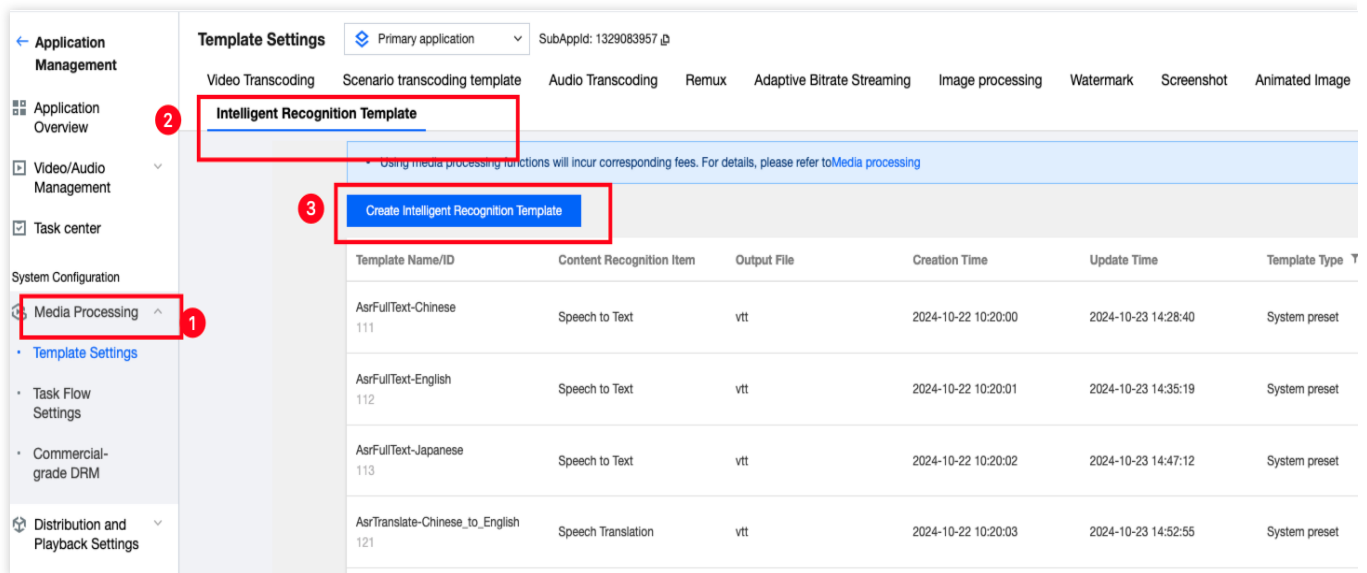 Application
Management
Application
Overview
Video/Audio
Management
Task center
System Configuration
Media Processing
1
Template Settings
Task Flow
Settings
Commercial-
grade DRM
Distribution and
Playback Settings
Template Settings Primary application SubAppId: 1329083957
Video Transcoding Scenario transcoding template Audio Transcoding Remux Adaptive Bitrate Streaming Image processing Watermark Screenshot Animated Image
2 Intelligent Recognition Template
• Using media processing functions will incur corresponding fees. For details, please refer toMedia processing
3 Create Intelligent Recognition Template
Template Name/ID Content Recognition Item Output File Creation Time Update Time Template Type
AsrFullText-Chinese
111
Speech to Text vtt 2024-10-22 10:20:00 2024-10-23 14:28:40 System preset
AsrFullText-English
112
Speech to Text vtt 2024-10-22 10:20:01 2024-10-23 14:35:19 System preset
AsrFullText-Japanese
113
Speech to Text vtt 2024-10-22 10:20:02 2024-10-23 14:47:12 System preset
AsrTranslate-Chinese_to_English
121
Speech Translation vtt 2024-10-22 10:20:03 2024-10-23 14:52:55 System preset